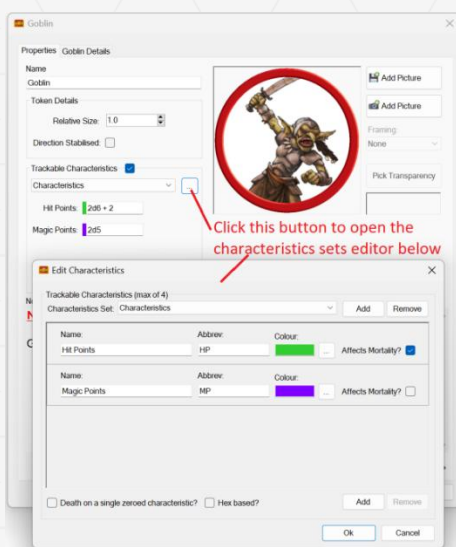 Goblin
Properties Goblin Details
Name
Goblin
Token Details
Relative Size: 1.0
Direction Stabilised:
Trackable Characteristics
Characteristics
...
Hit Points: 2d6 + 2
Magic Points: 2d5
Add Picture
Add Picture
Framing:
None
Pick Transparency
Click this button to open the
characteristics sets editor below
Edit Characteristics
Trackable Characteristics (max of 4)
Characteristics Set: Characteristics
Add Remove
Name: Abbrev: Colour:
Hit Points HP ... Affects Mortality?
Name: Abbrev: Colour:
Magic Points MP ... Affects Mortality?
Death on a single zeroed characteristic? Hex based?
Add Remove
Ok Cancel